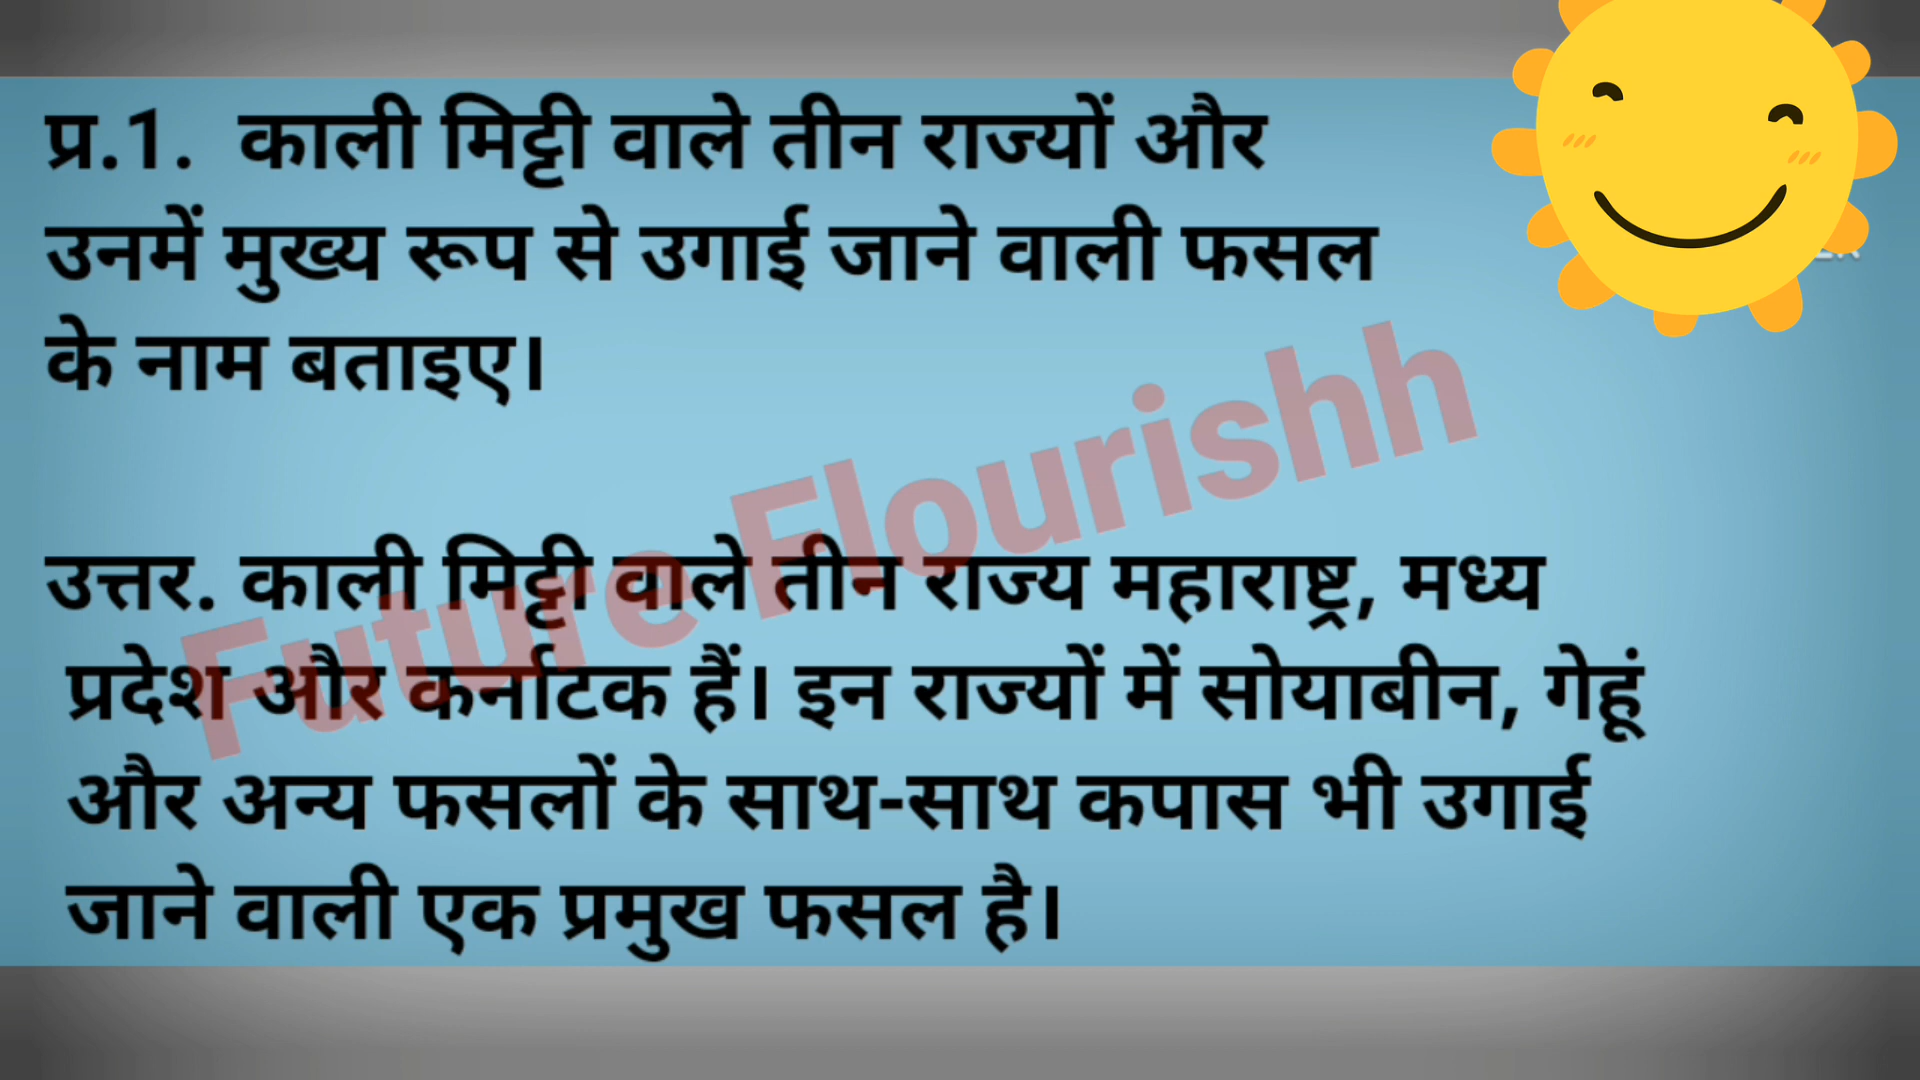 प्र.1. काली मिट्टी वाले तीन राज्यों और
उनमें मुख्य रूप से उगाई जाने वाली फसल
के नाम बताइए।
Future Flourishh
उत्तर. काली मिट्टी वाले तीन राज्य महाराष्ट्र, मध्य
प्रदेश और कर्नाटक हैं। इन राज्यों में सोयाबीन, गेहूं
और अन्य फसलों के साथ-साथ कपास भी उगाई
जाने वाली एक प्रमुख फसल है।